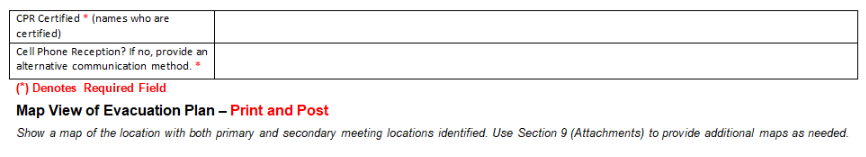 CPR Certified * (names who are
certified)
Cell Phone Reception? If no, provide an
alternative communication method. *
(*) Denotes Required Field
Map View of Evacuation Plan – Print and Post
Show a map of the location with both primary and secondary meeting locations identified. Use Section 9 (Attachments) to provide additional maps as needed.